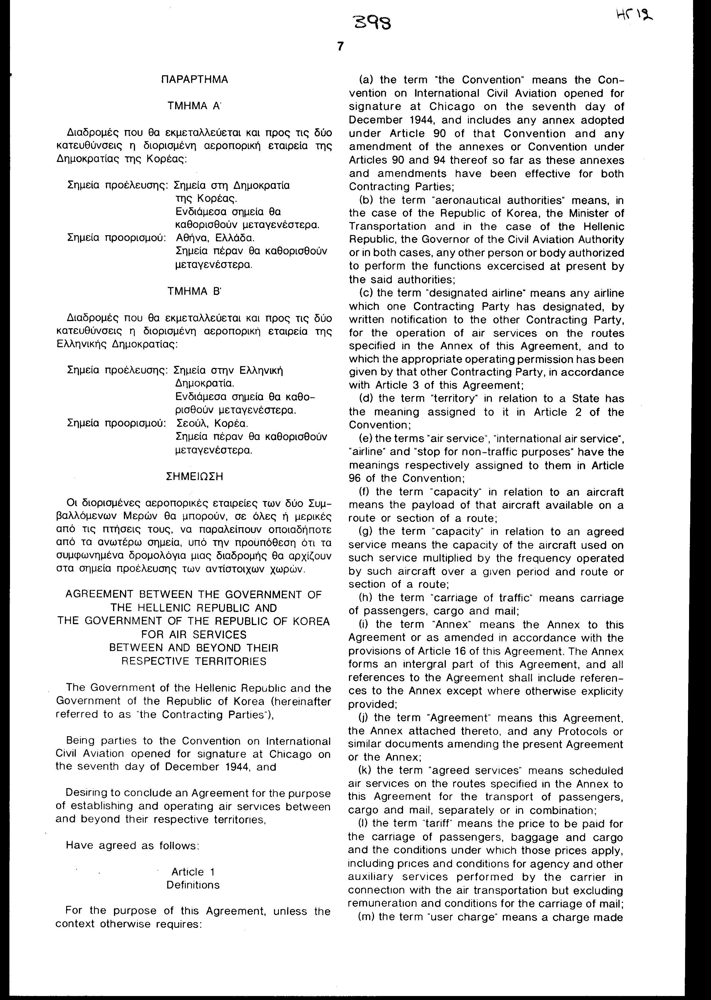 398
7
ΠΑΡΑΡΤΗΜΑ
ΤΜΗΜΑ Α'
Διαδρομές που θα εκμεταλλεύεται και προς τις δύο
κατευθύνσεις η διορισμένη αεροπορική εταιρεία της
Δημοκρατίας της Κορέας:
Σημεία προέλευσης: Σημεία στη Δημοκρατία
της Κορέας.
Ενδιάμεσα σημεία θα
καθορισθούν μεταγενέστερα.
Σημεία προορισμού: Αθήνα, Ελλάδα.
Σημεία πέραν θα καθορισθούν
μεταγενέστερα.
ΤΜΗΜΑ Β'
Διαδρομές που θα εκμεταλλεύεται και προς τις δύο
κατευθύνσεις η διορισμένη αεροπορική εταιρεία της
Ελληνικής Δημοκρατίας:
Σημεία προέλευσης: Σημεία στην Ελληνική
Δημοκρατία.
Ενδιάμεσα σημεία θα καθο-
ρισθούν μεταγενέστερα.
Σημεία προορισμού: Σεούλ, Κορέα.
Σημεία πέραν θα καθορισθούν
μεταγενέστερα.
ΣΗΜΕΙΩΣΗ
Οι διορισμένες αεροπορικές εταιρείες των δύο Συμ-
βαλλόμενων Μερών θα μπορούν, σε όλες ή μερικές
από τις πτήσεις τους, να παραλείπουν οποιαδήποτε
από τα ανωτέρω σημεία, υπό την προϋπόθεση ότι τα
συμφωνημένα δρομολόγια μιας διαδρομής θα αρχίζουν
στα σημεία προέλευσης των αντίστοιχων χωρών.
AGREEMENT BETWEEN THE GOVERNMENT OF
THE HELLENIC REPUBLIC AND
THE GOVERNMENT OF THE REPUBLIC OF KOREA
FOR AIR SERVICES
BETWEEN AND BEYOND THEIR
RESPECTIVE TERRITORIES
The Government of the Hellenic Republic and the
Government of the Republic of Korea (hereinafter
referred to as "the Contracting Parties"),
Being parties to the Convention on International
Civil Aviation opened for signature at Chicago on
the seventh day of December 1944, and
Desiring to conclude an Agreement for the purpose
of establishing and operating air services between
and beyond their respective territories,
Have agreed as follows:
Article 1
Definitions
For the purpose of this Agreement, unless the
context otherwise requires:
(a) the term "the Convention" means the Con-
vention on International Civil Aviation opened for
signature at Chicago on the seventh day of
December 1944, and includes any annex adopted
under Article 90 of that Convention and any
amendment of the annexes or Convention under
Articles 90 and 94 thereof so far as these annexes
and amendments have been effective for both
Contracting Parties;
(b) the term "aeronautical authorities" means, in
the case of the Republic of Korea, the Minister of
Transportation and in the case of the Hellenic
Republic, the Governor of the Civil Aviation Authority
or in both cases, any other person or body authorized
to perform the functions excercised at present by
the said authorities;
(c) the term "designated airline" means any airline
which one Contracting Party has designated, by
written notification to the other Contracting Party,
for the operation of air services on the routes
specified in the Annex of this Agreement, and to
which the appropriate operating permission has been
given by that other Contracting Party, in accordance
with Article 3 of this Agreement;
(d) the term "territory" in relation to a State has
the meaning assigned to it in Article 2 of the
Convention;
(e) the terms "air service", "international air service",
"airline" and "stop for non-traffic purposes" have the
meanings respectively assigned to them in Article
96 of the Convention;
(f) the term "capacity" in relation to an aircraft
means the payload of that aircraft available on a
route or section of a route;
(g) the term "capacity" in relation to an agreed
service means the capacity of the aircraft used on
such service multiplied by the frequency operated
by such aircraft over a given period and route or
section of a route;
(h) the term "carriage of traffic" means carriage
of passengers, cargo and mail;
(i) the term "Annex" means the Annex to this
Agreement or as amended in accordance with the
provisions of Article 16 of this Agreement. The Annex
forms an intergral part of this Agreement, and all
references to the Agreement shall include referen-
ces to the Annex except where otherwise explicity
provided;
(j) the term "Agreement" means this Agreement,
the Annex attached thereto, and any Protocols or
similar documents amending the present Agreement
or the Annex;
(k) the term "agreed services" means scheduled
air services on the routes specified in the Annex to
this Agreement for the transport of passengers,
cargo and mail, separately or in combination;
(l) the term "tariff" means the price to be paid for
the carriage of passengers, baggage and cargo
and the conditions under which those prices apply,
including prices and conditions for agency and other
auxiliary services performed by the carrier in
connection with the air transportation but excluding
remuneration and conditions for the carriage of mail;
(m) the term "user charge" means a charge made